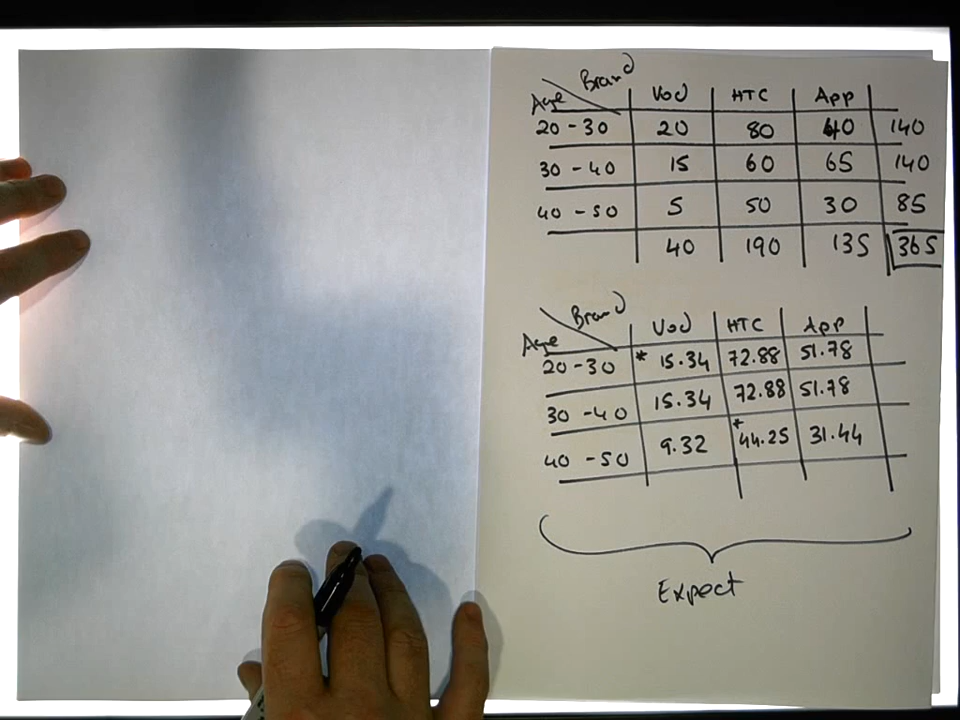 Brand
Age Vod HTC App
20-30 20 80 40 140
30-40 15 60 65 140
40-50 5 50 30 85
40 190 135 365
Brand
Age Vod HTC App
20-30 * 15.34 72.88 51.78
30-40 15.34 72.88 51.78
40-50 9.32 * 44.25 31.44
Expect